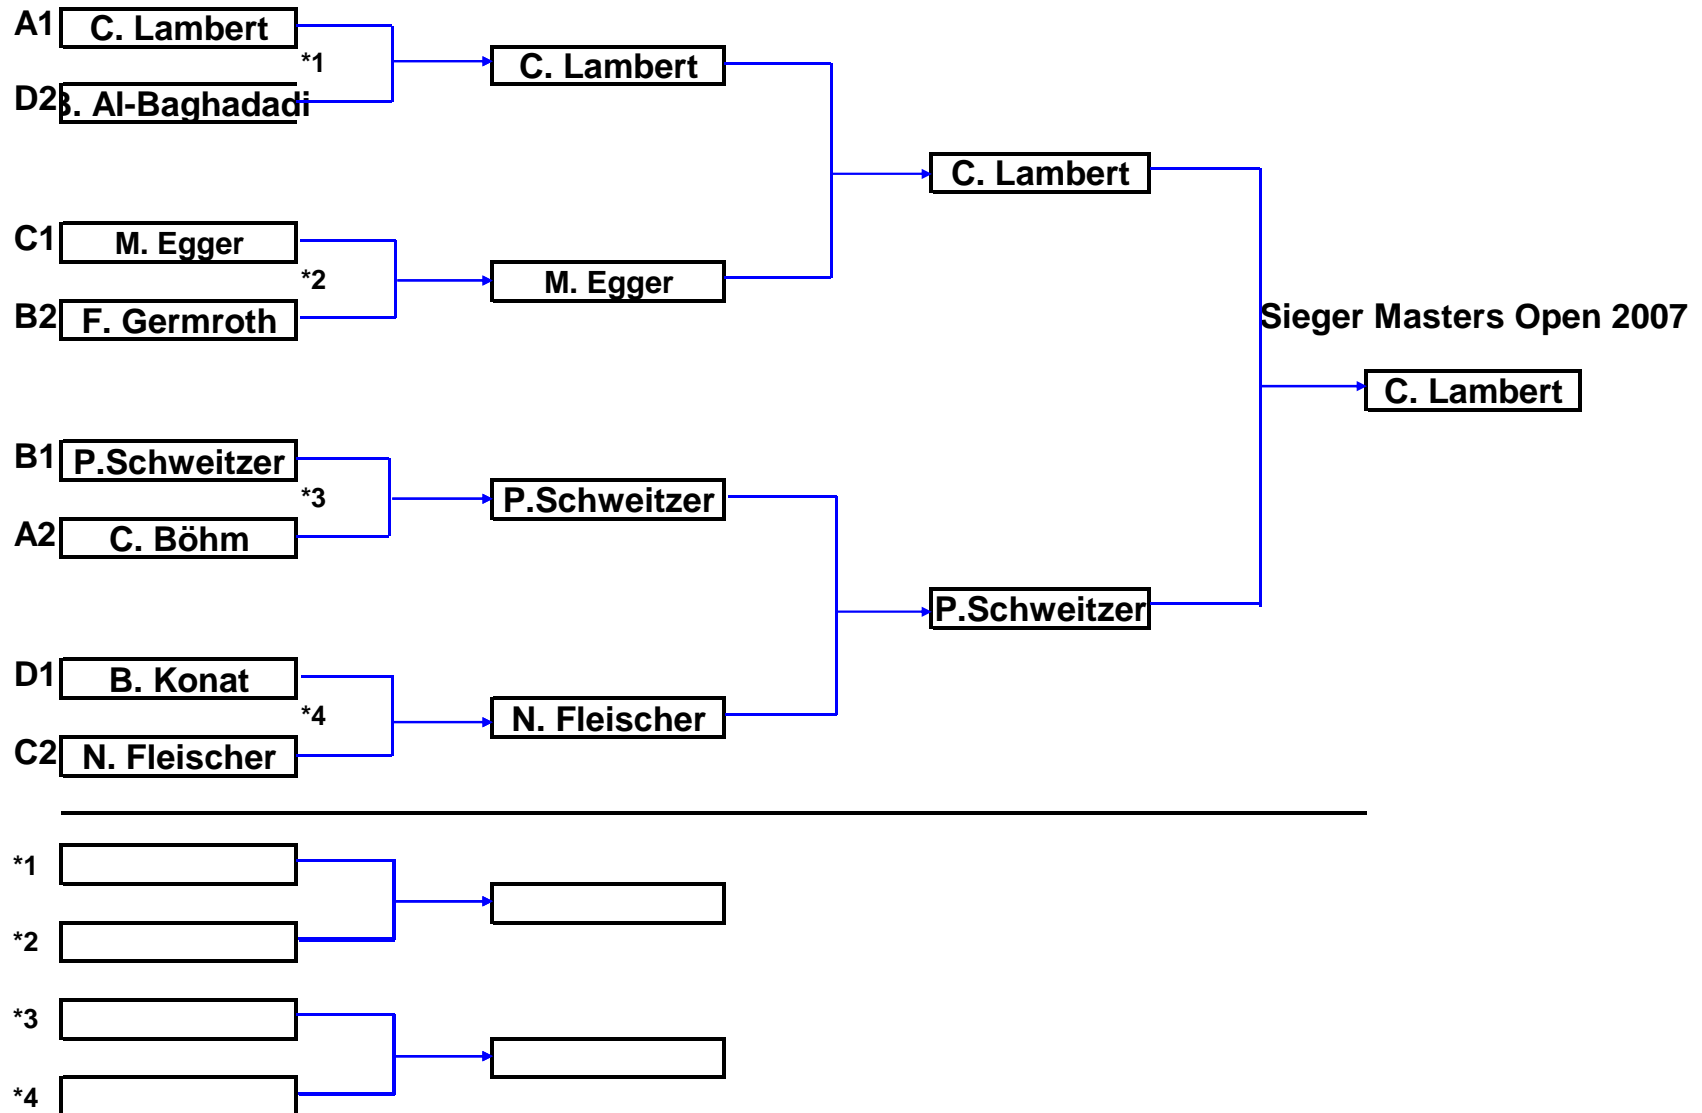 A1 C. Lambert
*1
C. Lambert
D2 B. Al-Baghadadi
C. Lambert
C1 M. Egger
*2
M. Egger
B2 F. Germroth
Sieger Masters Open 2007
C. Lambert
B1 P.Schweitzer
*3
P.Schweitzer
A2 C. Böhm
P.Schweitzer
D1 B. Konat
*4
N. Fleischer
C2 N. Fleischer
*1
*2
*3
*4